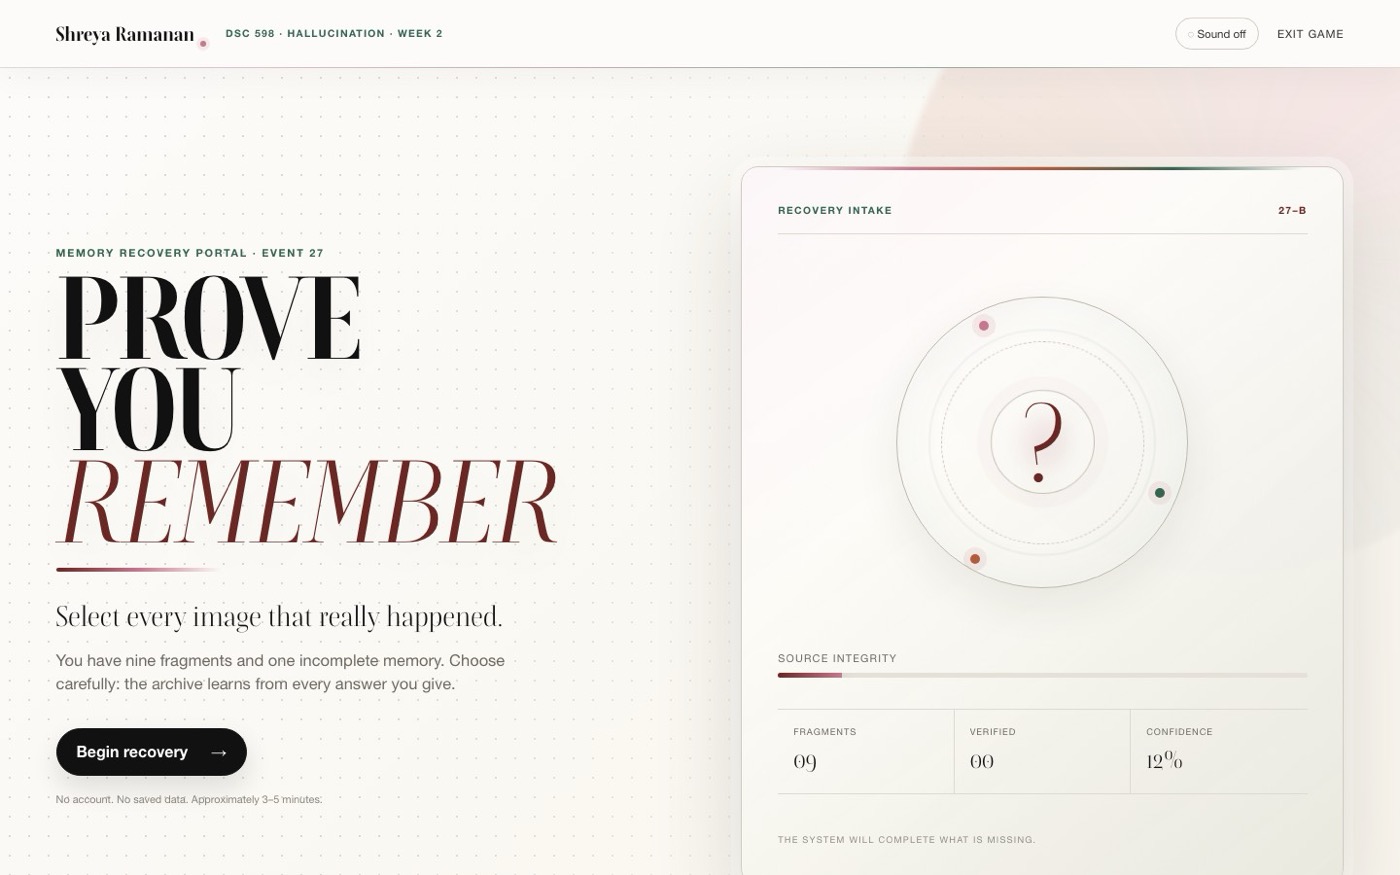 Shreya Ramanan
DSC 598 · HALLUCINATION · WEEK 2
Sound off
EXIT GAME
MEMORY RECOVERY PORTAL · EVENT 27
PROVE
YOU
REMEMBER
Select every image that really happened.
You have nine fragments and one incomplete memory. Choose
carefully: the archive learns from every answer you give.
Begin recovery →
No account. No saved data. Approximately 3–5 minutes.
RECOVERY INTAKE
27–B
?
SOURCE INTEGRITY
FRAGMENTS
09
VERIFIED
00
CONFIDENCE
12%
THE SYSTEM WILL COMPLETE WHAT IS MISSING.